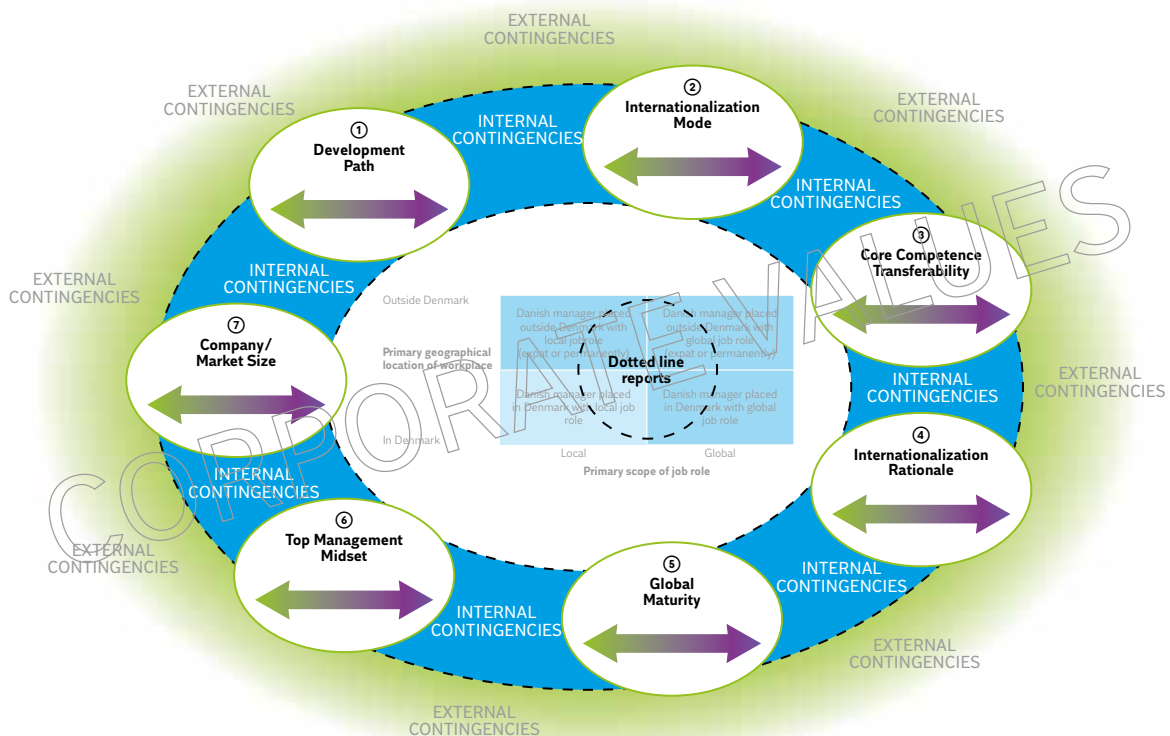 EXTERNAL
CONTINGENCIES
EXTERNAL
CONTINGENCIES
EXTERNAL
CONTINGENCIES
①
Development
Path
INTERNAL
CONTINGENCIES
②
Internationalization
Mode
INTERNAL
CONTINGENCIES
③
Core Competence
Transferability
EXTERNAL
CONTINGENCIES
INTERNAL
CONTINGENCIES
⑦
Company/
Market Size
Outside Denmark
Primary geographical
location of workplace
In Denmark
Danish manager placed
outside Denmark with
local job role
(expat or permanently)
Danish manager placed
outside Denmark with
global job role
(expat or permanently)
Dotted line
reports
Danish manager placed
in Denmark with local job
role
Danish manager placed
in Denmark with global
job role
Local
Global
Primary scope of job role
INTERNAL
CONTINGENCIES
EXTERNAL
CONTINGENCIES
④
Internationalization
Rationale
INTERNAL
CONTINGENCIES
⑥
Top Management
Midset
EXTERNAL
CONTINGENCIES
INTERNAL
CONTINGENCIES
⑤
Global
Maturity
INTERNAL
CONTINGENCIES
EXTERNAL
CONTINGENCIES
EXTERNAL
CONTINGENCIES
CORPORATE VALUES